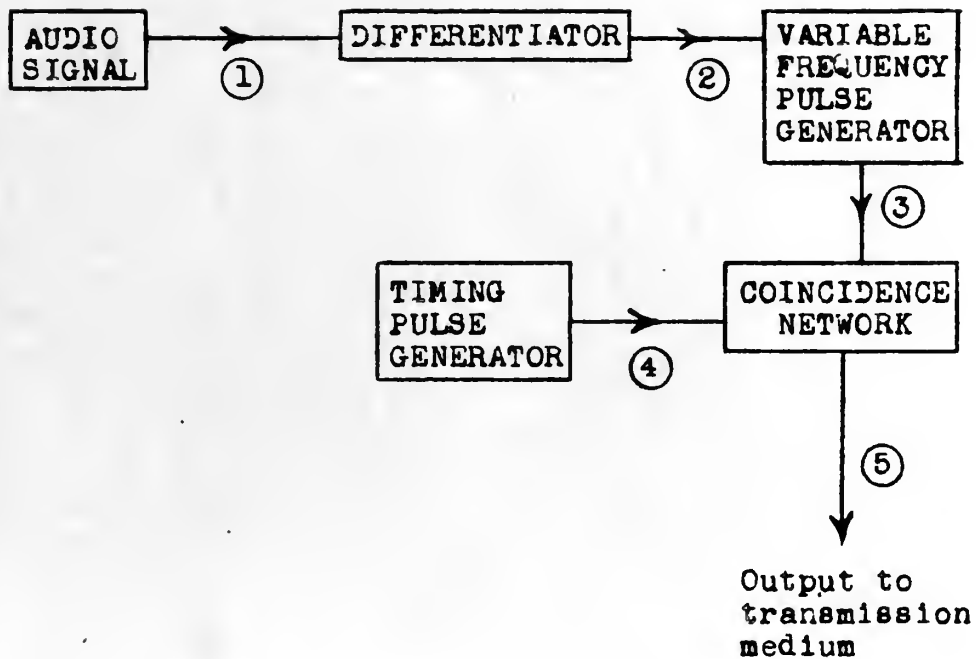 AUDIO
SIGNAL
1
DIFFERENTIATOR
2
VARIABLE
FREQUENCY
PULSE
GENERATOR
3
TIMING
PULSE
GENERATOR
4
COINCIDENCE
NETWORK
5
Output to
transmission
medium